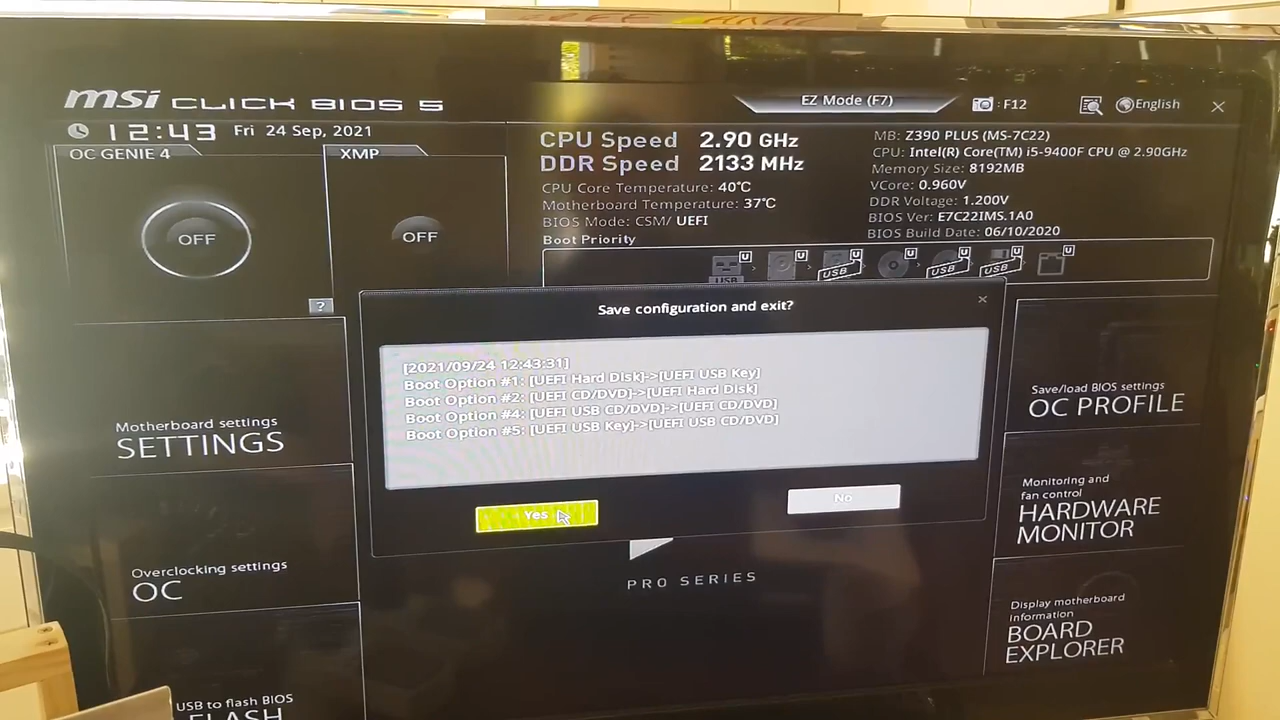 msi CLICK BIOS 5
EZ Mode (F7)
: F12
English
12:43 Fri 24 Sep, 2021
OC GENIE 4
XMP
OFF
OFF
?
CPU Speed 2.90 GHz
DDR Speed 2133 MHz
CPU Core Temperature: 40°C
Motherboard Temperature: 37°C
BIOS Mode: CSM/ UEFI
Boot Priority
MB: Z390 PLUS (MS-7C22)
CPU: Intel(R) Core(TM) i5-9400F CPU @ 2.90GHz
Memory Size: 8192MB
VCore: 0.960V
DDR Voltage: 1.200V
BIOS Ver: E7C22IMS.1A0
BIOS Build Date: 06/10/2020
U U U U U U U
USB USB USB USB
Save configuration and exit?
[2021/09/24 12:43:31]
Boot Option #1: [UEFI Hard Disk]->[UEFI USB Key]
Boot Option #2: [UEFI CD/DVD]->[UEFI Hard Disk]
Boot Option #4: [UEFI USB CD/DVD]->[UEFI CD/DVD]
Boot Option #5: [UEFI USB Key]->[UEFI USB CD/DVD]
Yes
No
PRO SERIES
Motherboard settings
SETTINGS
Overclocking settings
OC
USB to flash BIOS
FLASH
Save/load BIOS settings
OC PROFILE
Monitoring and
fan control
HARDWARE
MONITOR
Display motherboard
information
BOARD
EXPLORER